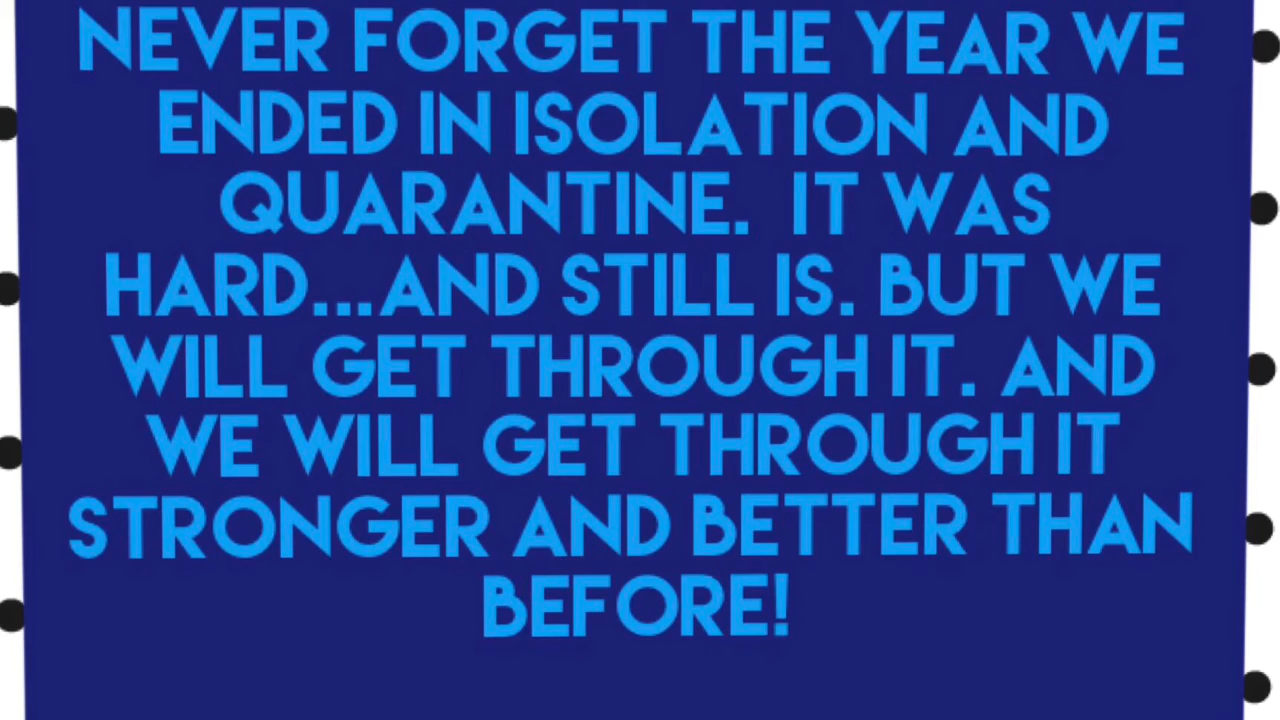 NEVER FORGET THE YEAR WE
ENDED IN ISOLATION AND
QUARANTINE. IT WAS
HARD...AND STILL IS. BUT WE
WILL GET THROUGH IT. AND
WE WILL GET THROUGH IT
STRONGER AND BETTER THAN
BEFORE!